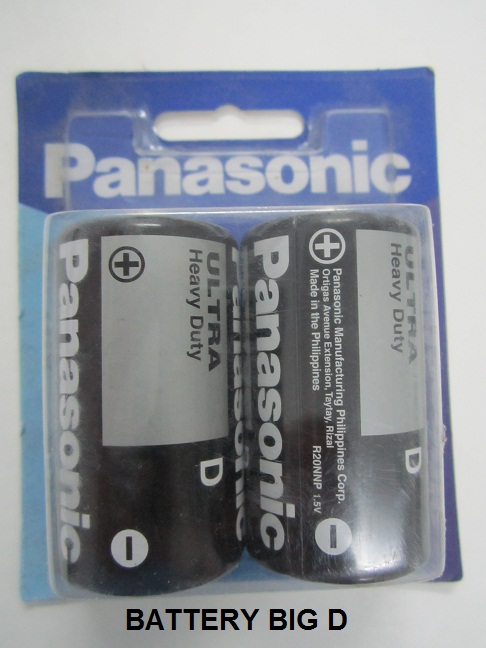 Panasonic
Panasonic
+
ULTRA
Heavy Duty
D
-
Panasonic
Panasonic
+
Panasonic Manufacturing Philippines Corp.
Ortigas Avenue Extension, Taytay, Rizal
Made in the Philippines
R20NNP 1.5V
-
ULTRA
Heavy Duty
D
BATTERY BIG D